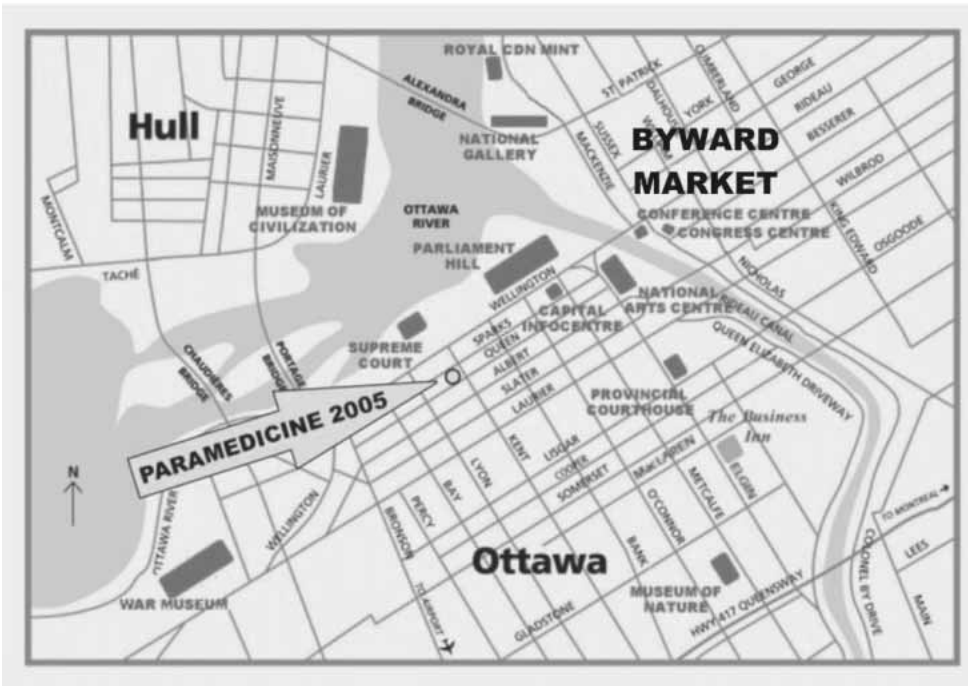 ROYAL CDN MINT
ALEXANDRA
BRIDGE
NATIONAL
GALLERY
Hull
MAISONNEUVE
LAURIER
MUSEUM OF
CIVILIZATION
MONTCALM
TACHÉ
OTTAWA
RIVER
ST PATRICK
CUMBERLAND
GEORGE
YORK
RIDEAU
BESSERER
SUSSEX
MACKENZIE
BYWARD
MARKET
WILBROD
KING EDWARD
OSGOODE
CONFERENCE CENTRE
CONGRESS CENTRE
NICHOLAS
PARLIAMENT
HILL
WELLINGTON
NATIONAL
ARTS CENTRE
RIDEAU CANAL
CAPITAL
INFOCENTRE
QUEEN ELIZABETH DRIVEWAY
SUPREME
COURT
SPARKS
QUEEN
ALBERT
SLATER
LAURIER
CHAUDIÈRES
BRIDGE
PORTAGE
BRIDGE
PARAMEDICINE 2005
PROVINCIAL
COURTHOUSE
The Business
Inn
N
KENT
LISGAR
COOPER
SOMERSET
MacLAREN
ELGIN
METCALFE
O'CONNOR
BANK
LYON
BAY
PERCY
BRONSON
WELLINGTON
OTTAWA RIVER
WAR MUSEUM
Ottawa
TO AIRPORT
GLADSTONE
MUSEUM OF
NATURE
HWY 417 QUEENSWAY
TO MONTREAL
COLONEL BY DRIVE
LEES
MAIN